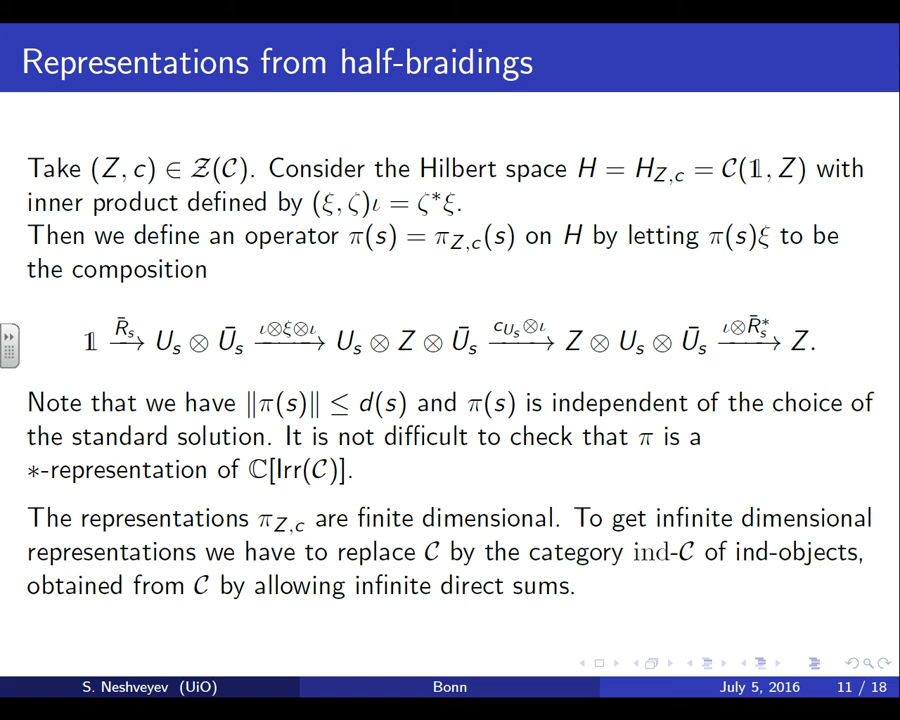 Representations from half-braidings
Take (Z, c) ∈ 𝒵(𝒞). Consider the Hilbert space H = H_{Z,c} = 𝒞(𝟙, Z) with
inner product defined by (ξ, ζ)ι = ζ*ξ.
Then we define an operator π(s) = π_{Z,c}(s) on H by letting π(s)ξ to be
the composition
𝟙 \xrightarrow{R̄_s} U_s ⊗ Ū_s \xrightarrow{ι⊗ξ⊗ι} U_s ⊗ Z ⊗ Ū_s \xrightarrow{c_{U_s}⊗ι} Z ⊗ U_s ⊗ Ū_s \xrightarrow{ι⊗R̄_s^*} Z.
Note that we have ‖π(s)‖ ≤ d(s) and π(s) is independent of the choice of
the standard solution. It is not difficult to check that π is a
∗-representation of ℂ[Irr(𝒞)].
The representations π_{Z,c} are finite dimensional. To get infinite dimensional
representations we have to replace 𝒞 by the category ind-𝒞 of ind-objects,
obtained from 𝒞 by allowing infinite direct sums.
S. Neshveyev (UiO) Bonn July 5, 2016 11 / 18